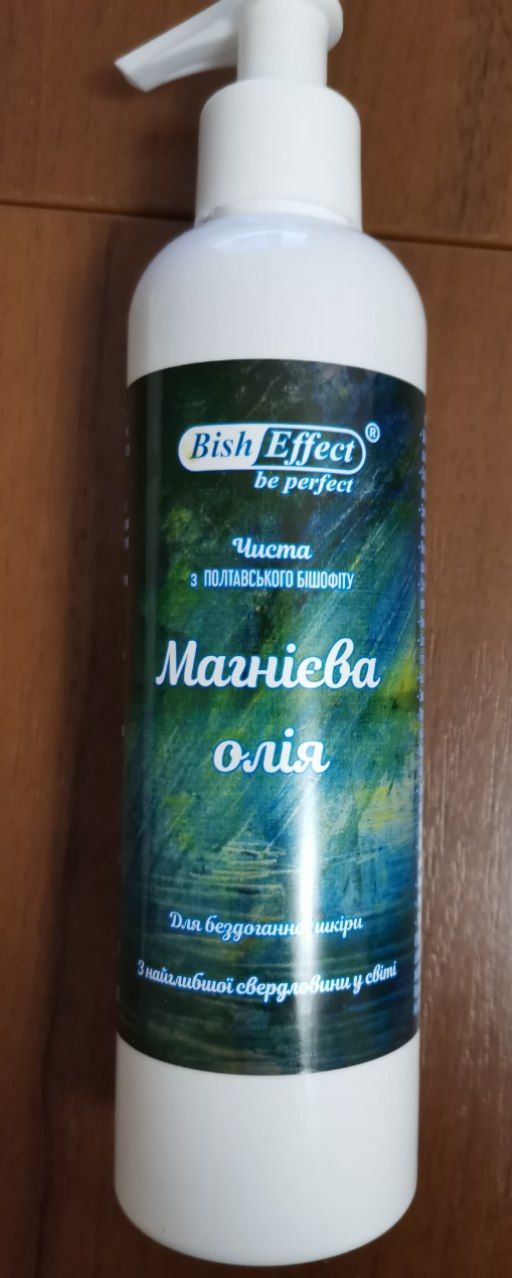 Bish Effect®
be perfect
Чиста
з ПОЛТАВСЬКОГО БІШОФІТУ
Магнієва
олія
Для бездоганної шкіри
З найглибшої свердловини у світі